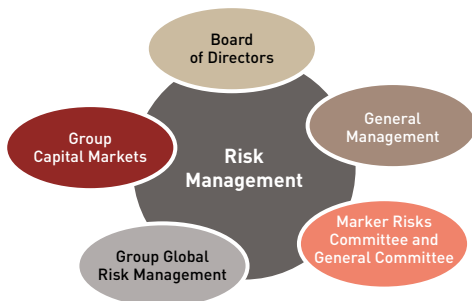 Board
of Directors
General
Management
Group
Capital Markets
Risk
Management
Marker Risks
Committee and
General Committee
Group Global
Risk Management